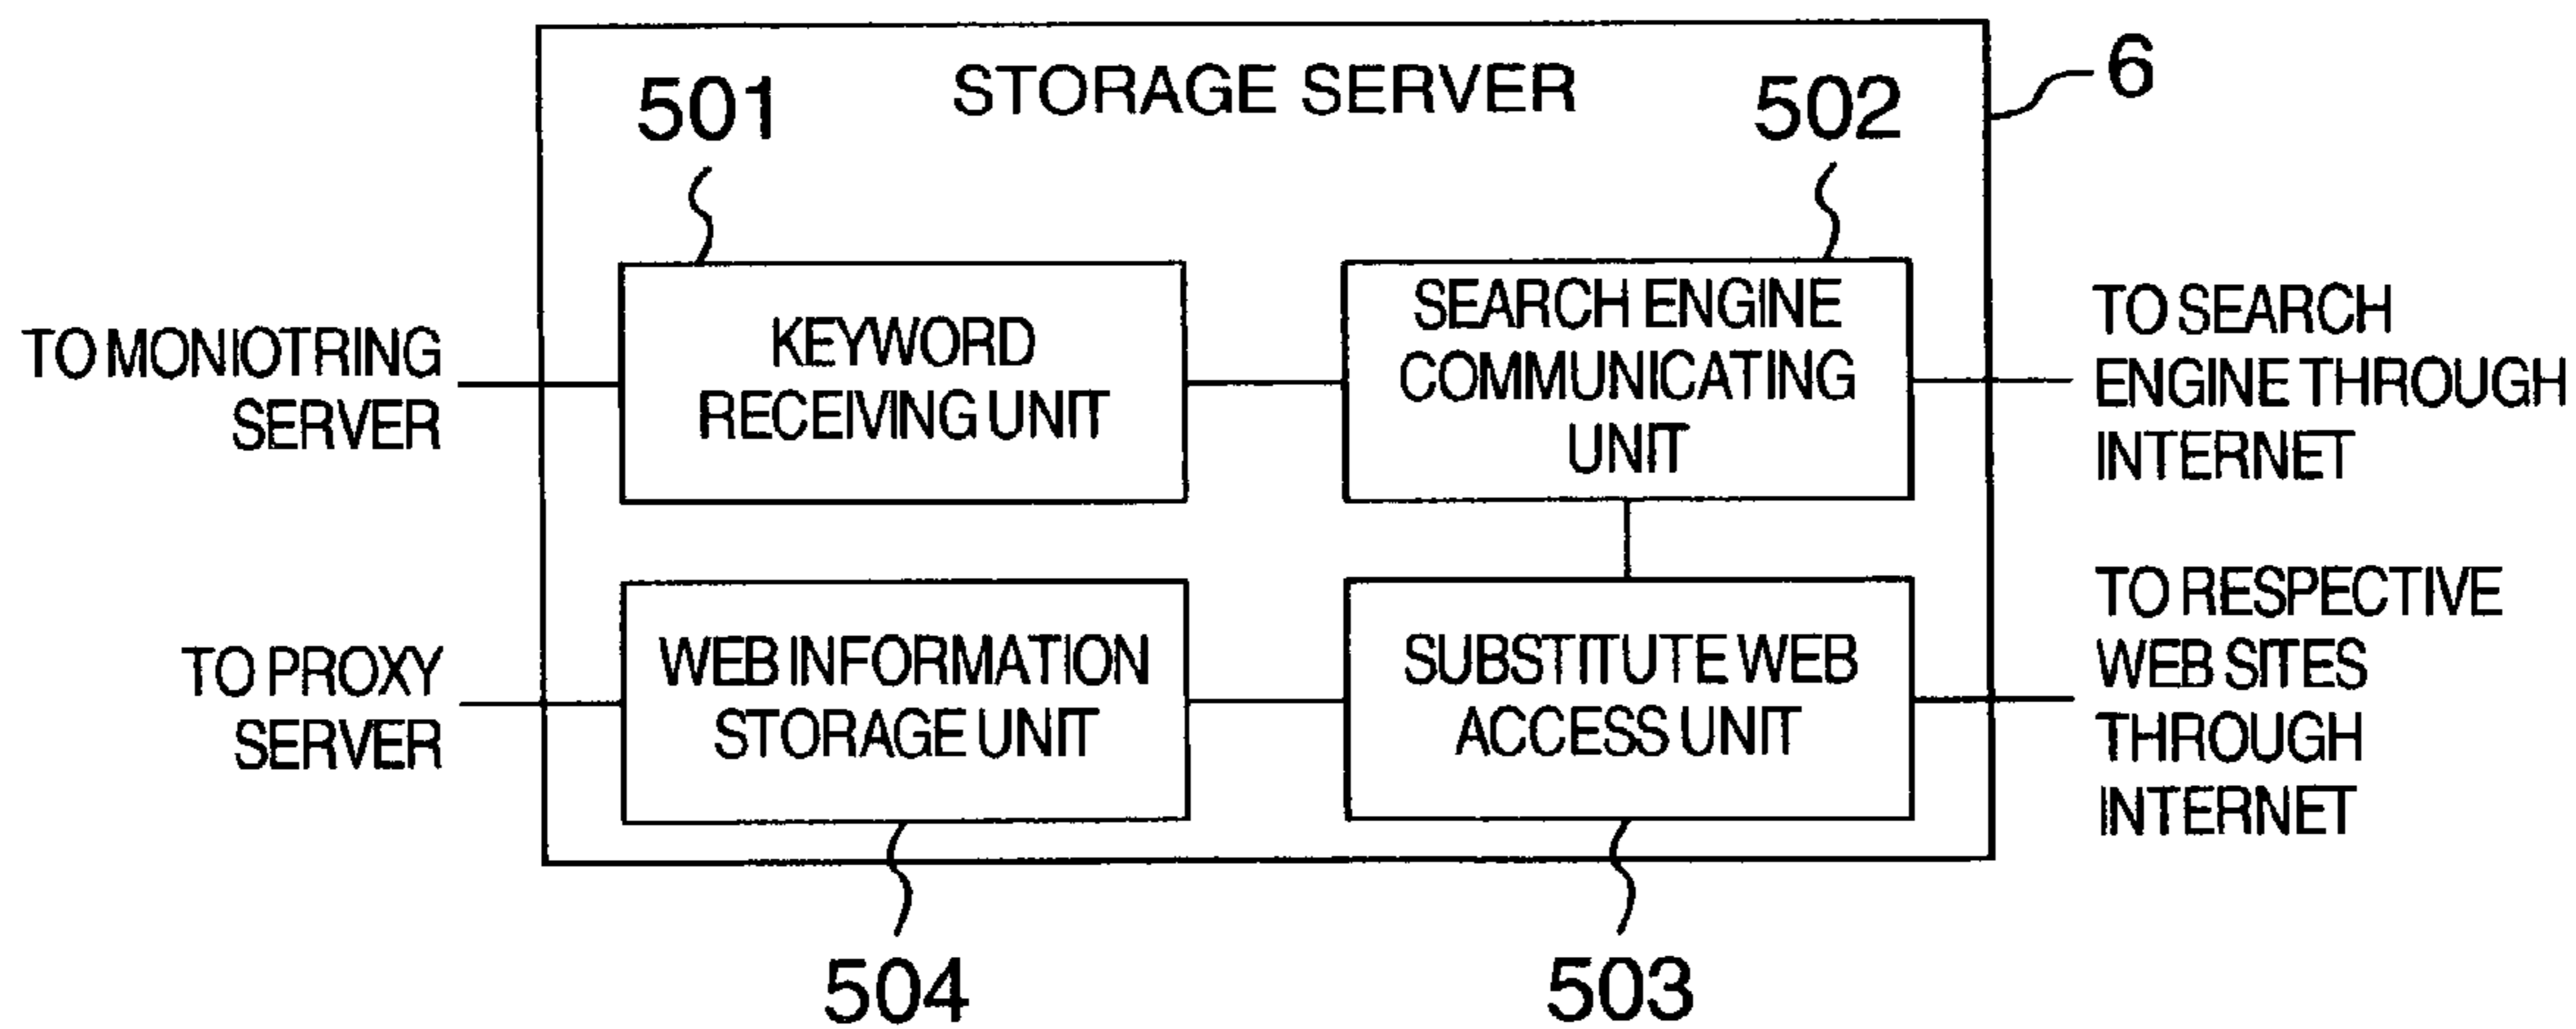 STORAGE SERVER
6
501
502
TO MONIOTRING
SERVER
KEYWORD
RECEIVING UNIT
SEARCH ENGINE
COMMUNICATING
UNIT
TO SEARCH
ENGINE THROUGH
INTERNET
TO PROXY
SERVER
WEB INFORMATION
STORAGE UNIT
SUBSTITUTE WEB
ACCESS UNIT
TO RESPECTIVE
WEB SITES
THROUGH
INTERNET
504
503